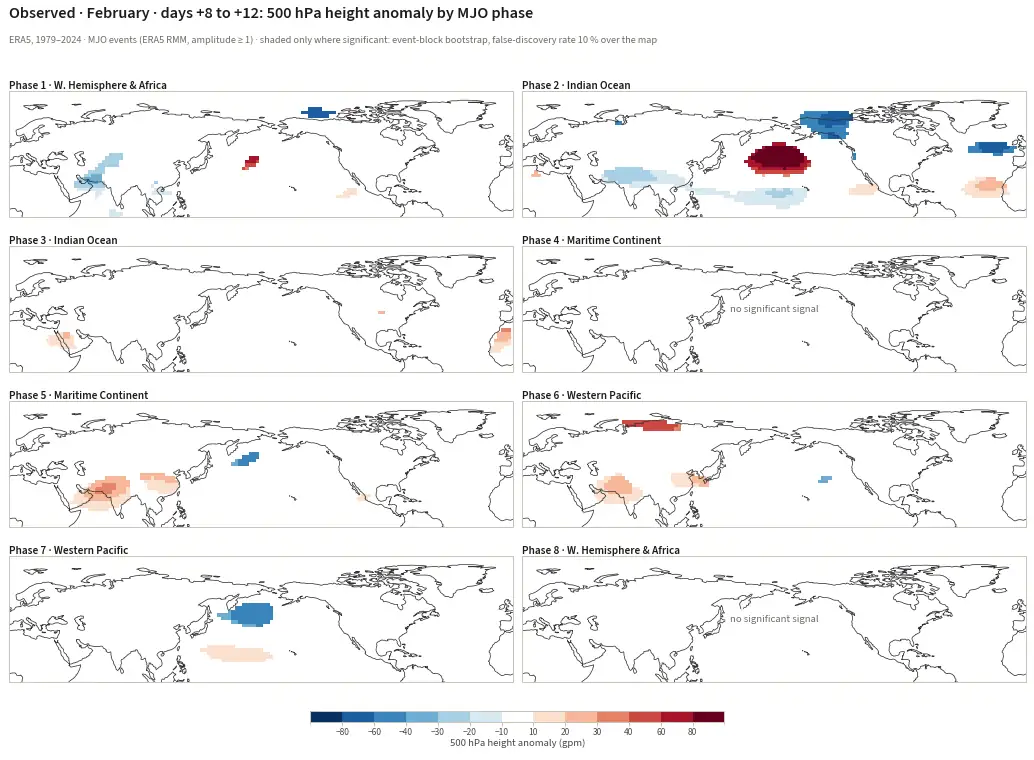 Observed · February · days +8 to +12: 500 hPa height anomaly by MJO phase
ERA5, 1979–2024 · MJO events (ERA5 RMM, amplitude ≥ 1) · shaded only where significant: event-block bootstrap, false-discovery rate 10 % over the map
Phase 1 · W. Hemisphere & Africa
Phase 2 · Indian Ocean
Phase 3 · Indian Ocean
Phase 4 · Maritime Continent
no significant signal
Phase 5 · Maritime Continent
Phase 6 · Western Pacific
Phase 7 · Western Pacific
Phase 8 · W. Hemisphere & Africa
no significant signal
−80 −60 −40 −30 −20 −10 10 20 30 40 60 80
500 hPa height anomaly (gpm)